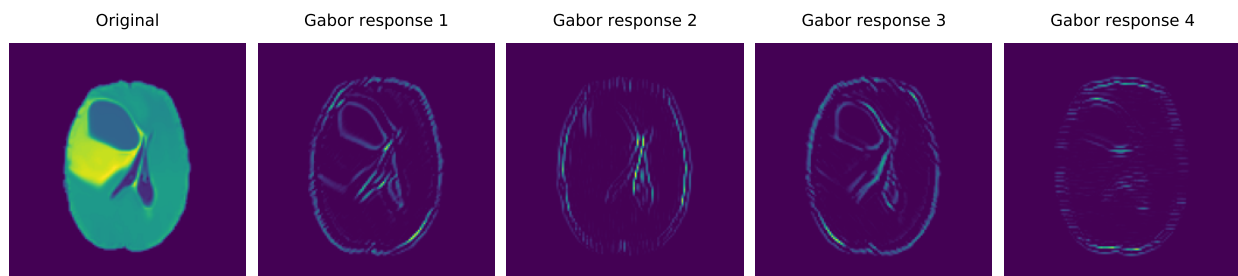 Original
Gabor response 1
Gabor response 2
Gabor response 3
Gabor response 4